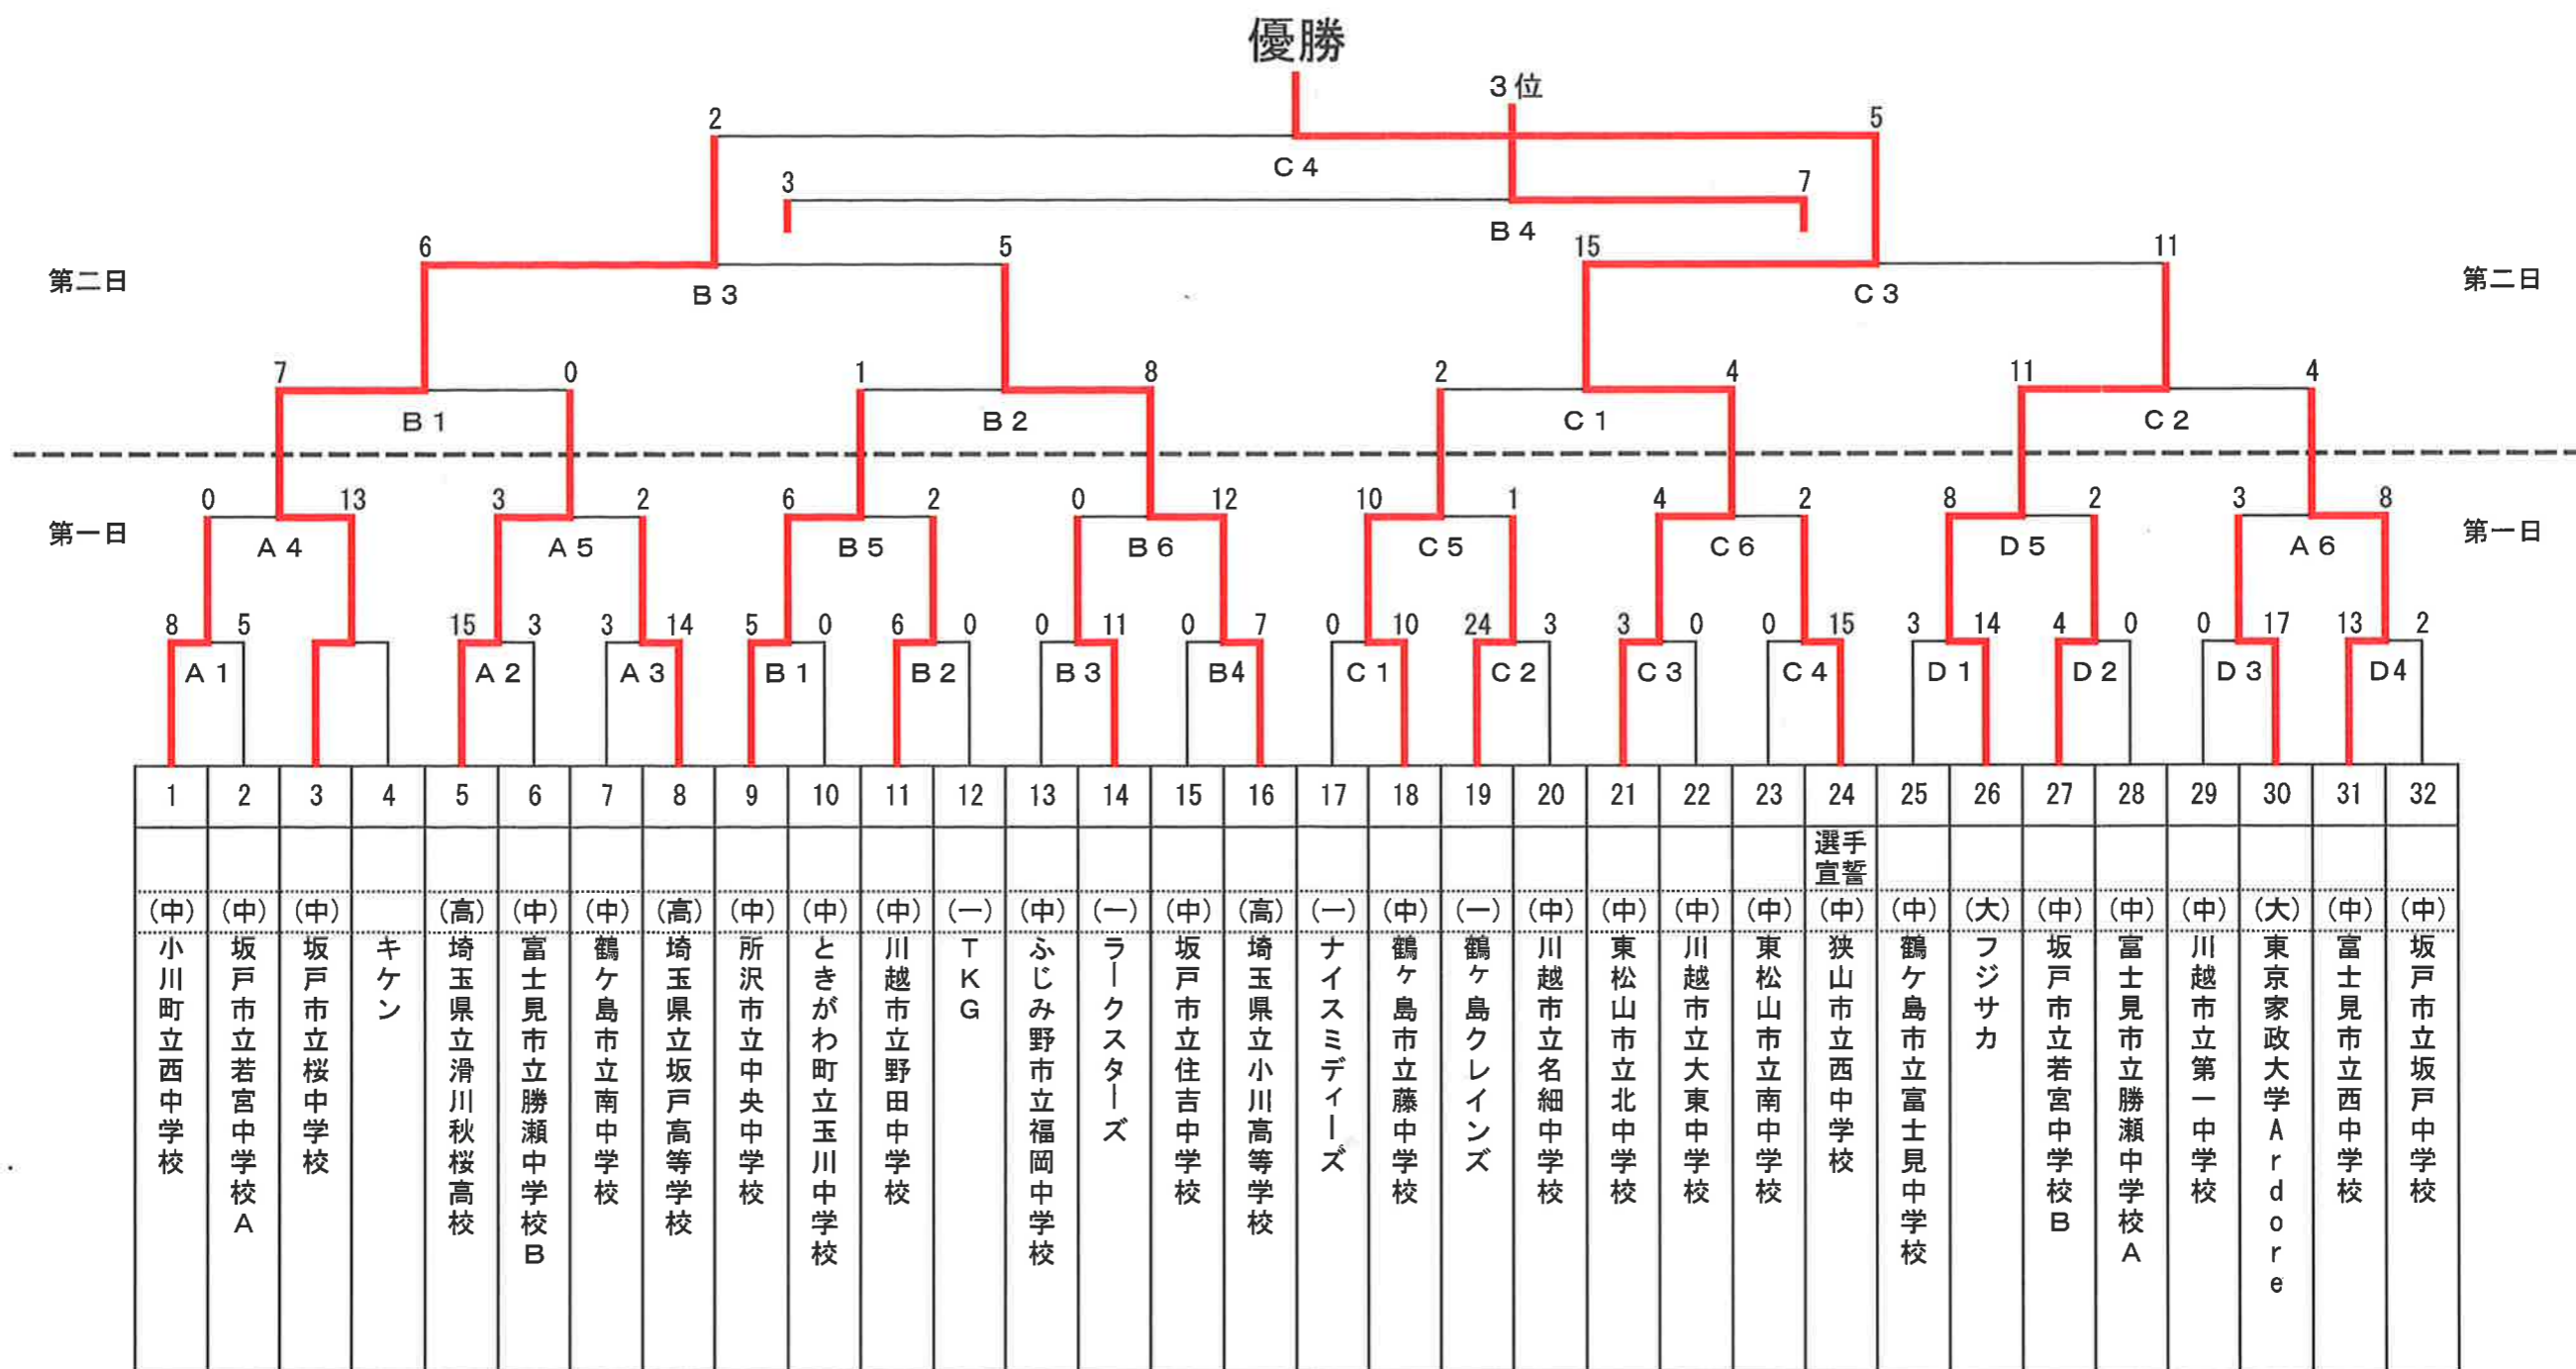 優勝
3位
2 5
C4
3 7
B4
6 5 15 11
第二日 B3 C3 第二日
7 0 1 8 2 4 11 4
B1 B2 C1 C2
0 13 3 2 6 2 0 12 10 1 4 2 8 2 3 8
第一日 A4 A5 B5 B6 C5 C6 D5 A6 第一日
8 5 15 3 3 14 5 0 6 0 0 11 0 7 0 10 24 3 3 0 0 15 3 14 4 0 0 17 13 2
A1 A2 A3 B1 B2 B3 B4 C1 C2 C3 C4 D1 D2 D3 D4
1 2 3 4 5 6 7 8 9 10 11 12 13 14 15 16 17 18 19 20 21 22 23 24 25 26 27 28 29 30 31 32
選手
宣誓
(中) (中) (中) (高) (中) (中) (高) (中) (中) (中) (一) (中) (一) (中) (高) (一) (中) (一) (中) (中) (中) (中) (中) (中) (大) (中) (中) (中) (大) (中) (中)
小川町立西中学校
坂戸市立若宮中学校A
坂戸市立桜中学校
キケン
埼玉県立滑川秋桜高校
富士見市立勝瀬中学校B
鶴ケ島市立南中学校
埼玉県立坂戸高等学校
所沢市立中央中学校
ときがわ町立玉川中学校
川越市立野田中学校
TKG
ふじみ野市立福岡中学校
ラークスターズ
坂戸市立住吉中学校
埼玉県立小川高等学校
ナイスミディーズ
鶴ヶ島市立藤中学校
鶴ヶ島クレインズ
川越市立名細中学校
東松山市立北中学校
川越市立大東中学校
東松山市立南中学校
狭山市立西中学校
鶴ケ島市立富士見中学校
フジサカ
坂戸市立若宮中学校B
富士見市立勝瀬中学校A
川越市立第一中学校
東京家政大学Ardore
富士見市立西中学校
坂戸市立坂戸中学校